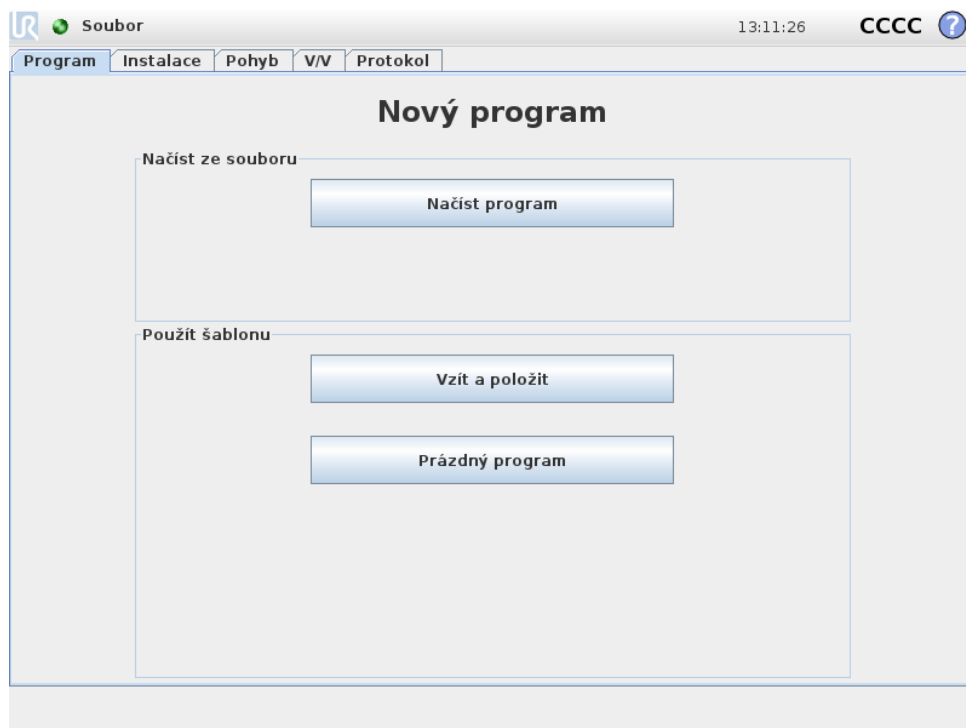 UR Soubor 13:11:26 CCCC ?
Program Instalace Pohyb V/V Protokol
Nový program
Načíst ze souboru
Načíst program
Použít šablonu
Vzít a položit
Prázdný program